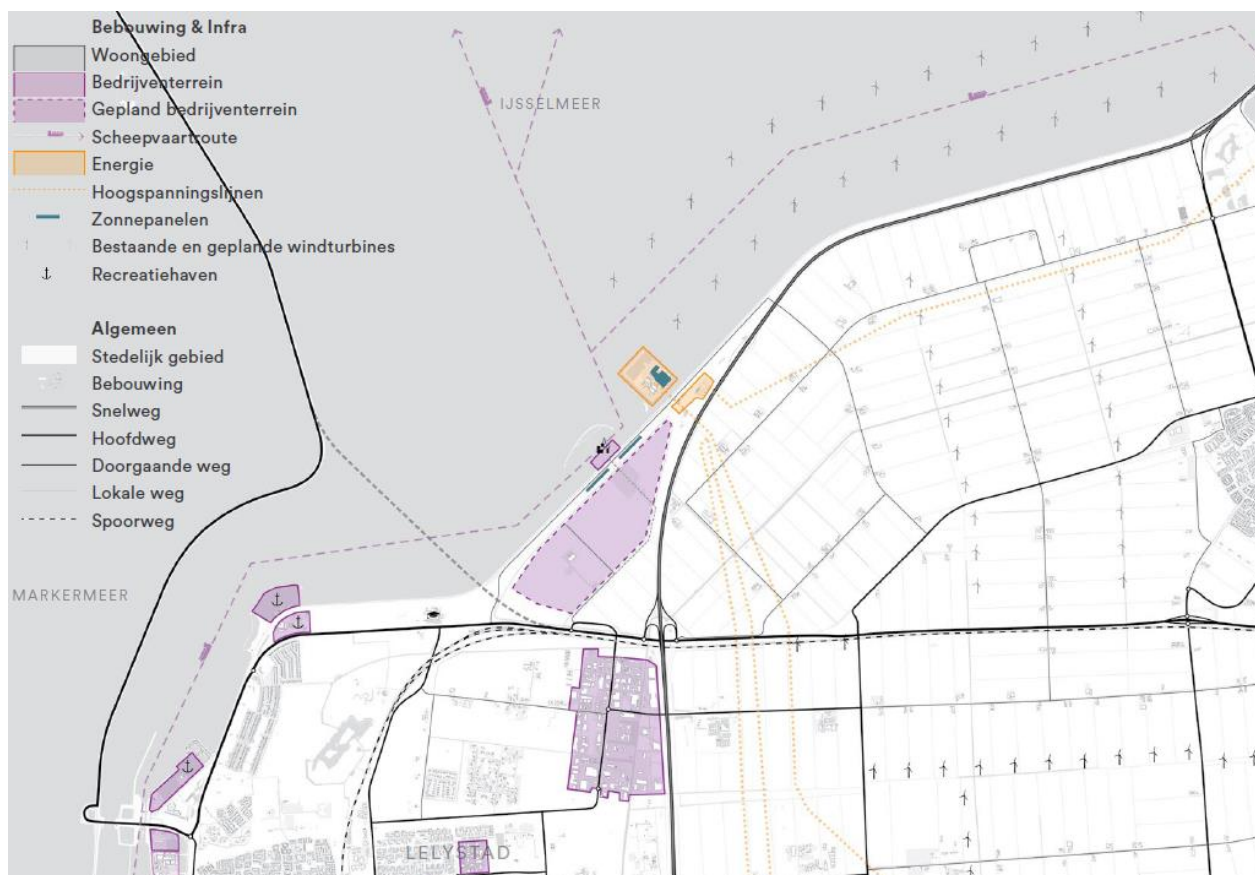 Bebouwing & Infra
Woongebied
Bedrijventerrein
Gepland bedrijventerrein
Scheepvaartroute
Energie
Hoogspanningslijnen
Zonnepanelen
Bestaande en geplande windturbines
Recreatiehaven
Algemeen
Stedelijk gebied
Bebouwing
Snelweg
Hoofdweg
Doorgaande weg
Lokale weg
Spoorweg
IJSSELMEER
MARKERMEER
LELYSTAD